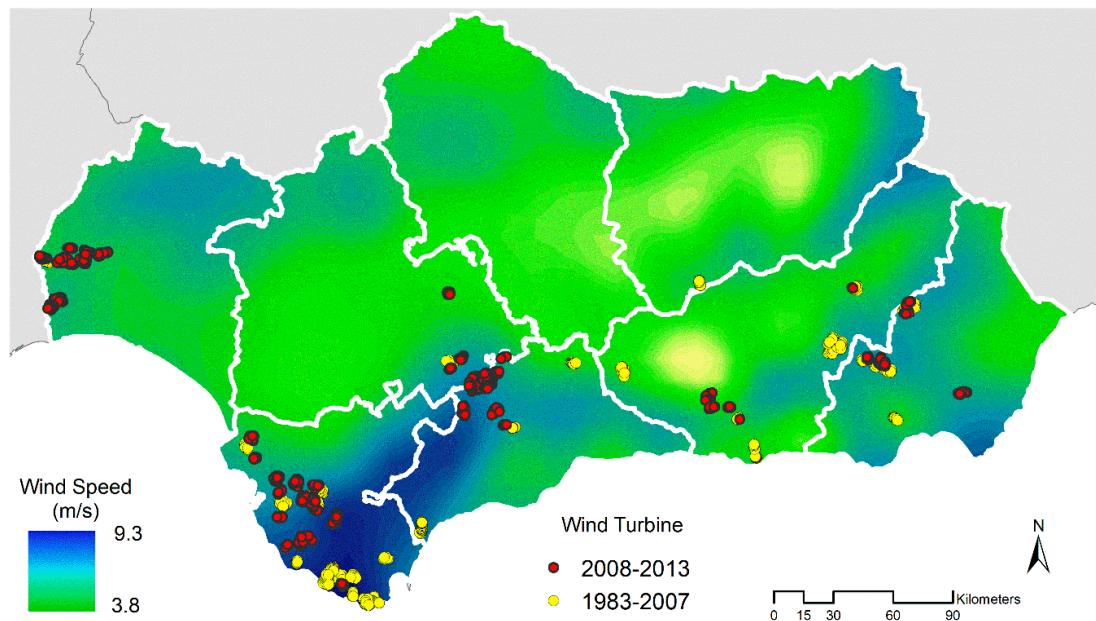 Wind Speed
(m/s)
9.3
3.8
Wind Turbine
2008-2013
1983-2007
N
Kilometers
0 15 30 60 90